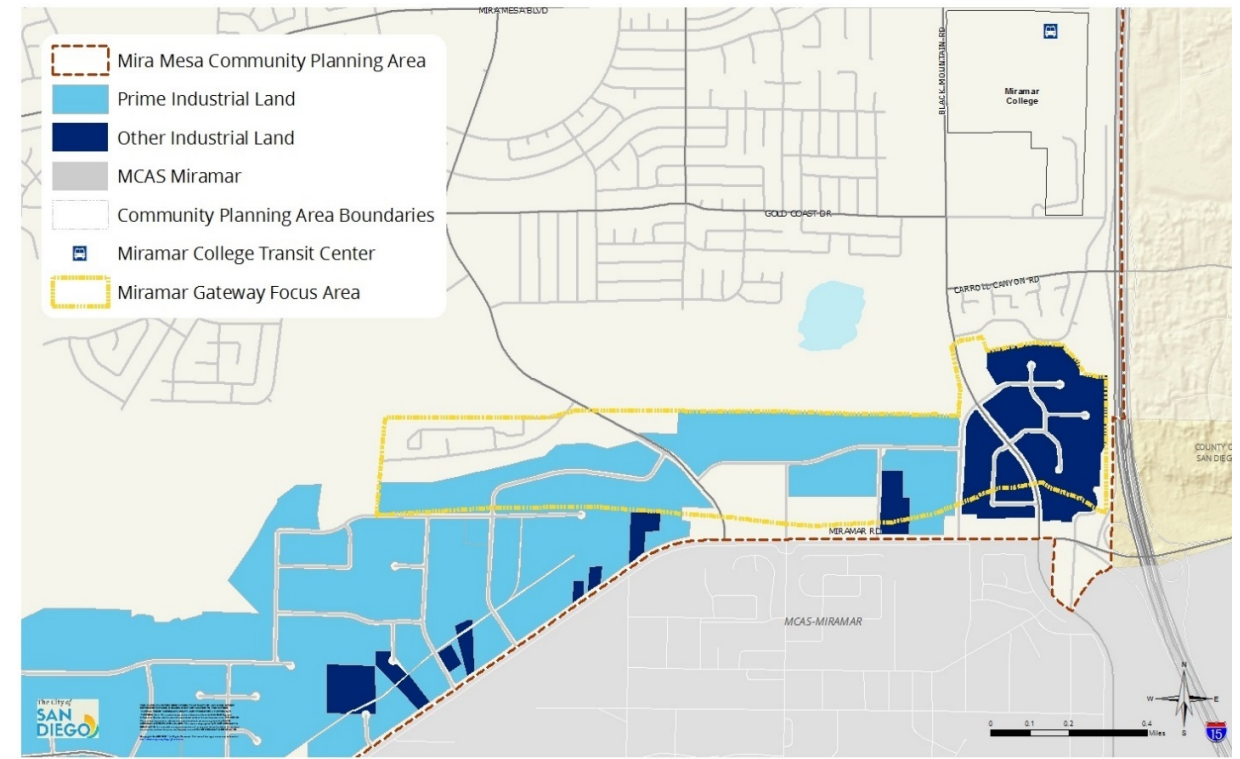 MIRA MESA BLVD
Mira Mesa Community Planning Area
Prime Industrial Land
Other Industrial Land
MCAS Miramar
Community Planning Area Boundaries
Miramar College Transit Center
Miramar Gateway Focus Area
BLACK MOUNTAIN RD
Miramar
College
GOLD COAST DR
CARROLL CANYON RD
COUNTY O
SAN DIEG
MIRAMAR RD
MCAS-MIRAMAR
The City of
SAN
DIEGO
N
W
E
S
0
0.1
0.2
0.4
Miles
15